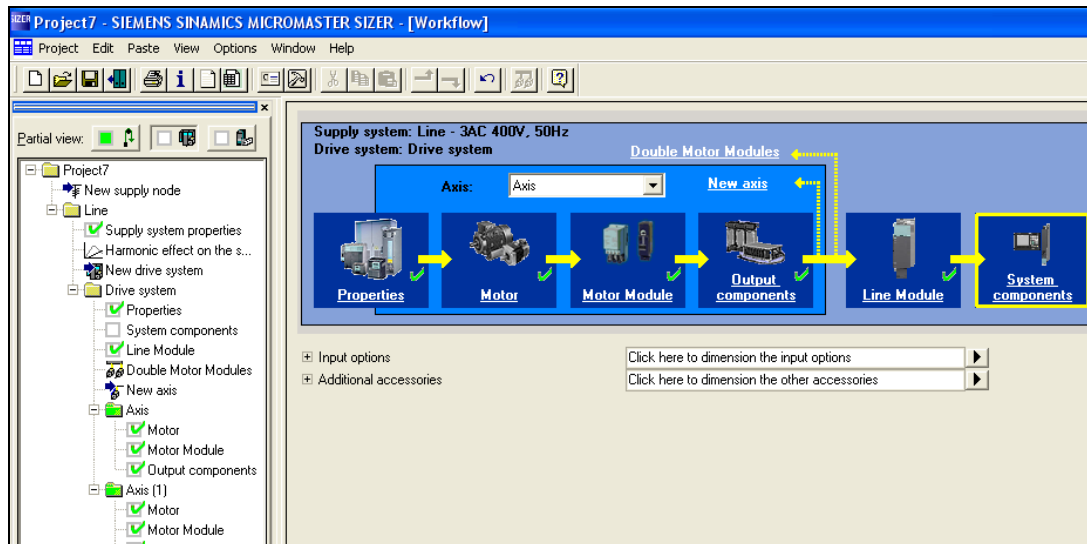 Project7 - SIEMENS SINAMICS MICROMASTER SIZER - [Workflow]
Project Edit Paste View Options Window Help
Partial view:
Project7
New supply node
Line
Supply system properties
Harmonic effect on the s...
New drive system
Drive system
Properties
System components
Line Module
Double Motor Modules
New axis
Axis
Motor
Motor Module
Output components
Axis (1)
Motor
Motor Module
Supply system: Line - 3AC 400V, 50Hz
Drive system: Drive system
Double Motor Modules
Axis: Axis
New axis
Properties
Motor
Motor Module
Output components
Line Module
System components
Input options
Click here to dimension the input options
Additional accessories
Click here to dimension the other accessories